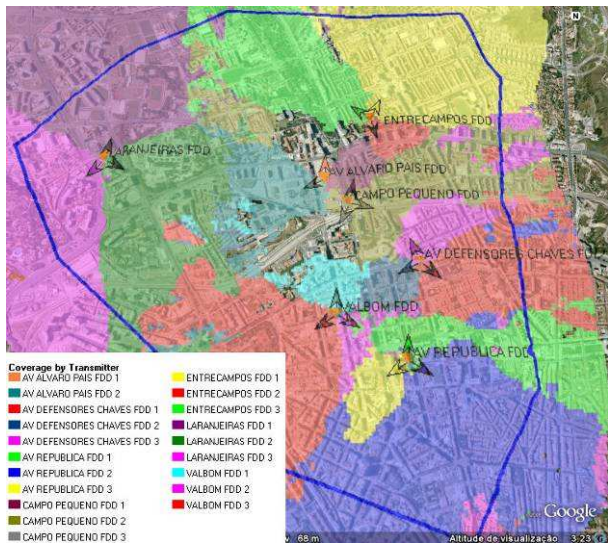 N
ENTRECAMPOS FDD
LARANJEIRAS FDD
AV ALVARO PAIS FDD
CAMPO PEQUENO FDD
AV DEFENSORES CHAVES FDD
VALBOM FDD
AV REPUBLICA FDD
Coverage by Transmitter
AV ALVARO PAIS FDD 1
AV ALVARO PAIS FDD 2
AV DEFENSORES CHAVES FDD 1
AV DEFENSORES CHAVES FDD 2
AV DEFENSORES CHAVES FDD 3
AV REPUBLICA FDD 1
AV REPUBLICA FDD 2
AV REPUBLICA FDD 3
CAMPO PEQUENO FDD 1
CAMPO PEQUENO FDD 2
CAMPO PEQUENO FDD 3
ENTRECAMPOS FDD 1
ENTRECAMPOS FDD 2
ENTRECAMPOS FDD 3
LARANJEIRAS FDD 1
LARANJEIRAS FDD 2
LARANJEIRAS FDD 3
VALBOM FDD 1
VALBOM FDD 2
VALBOM FDD 3
Google
68 m
Altitude de visualização